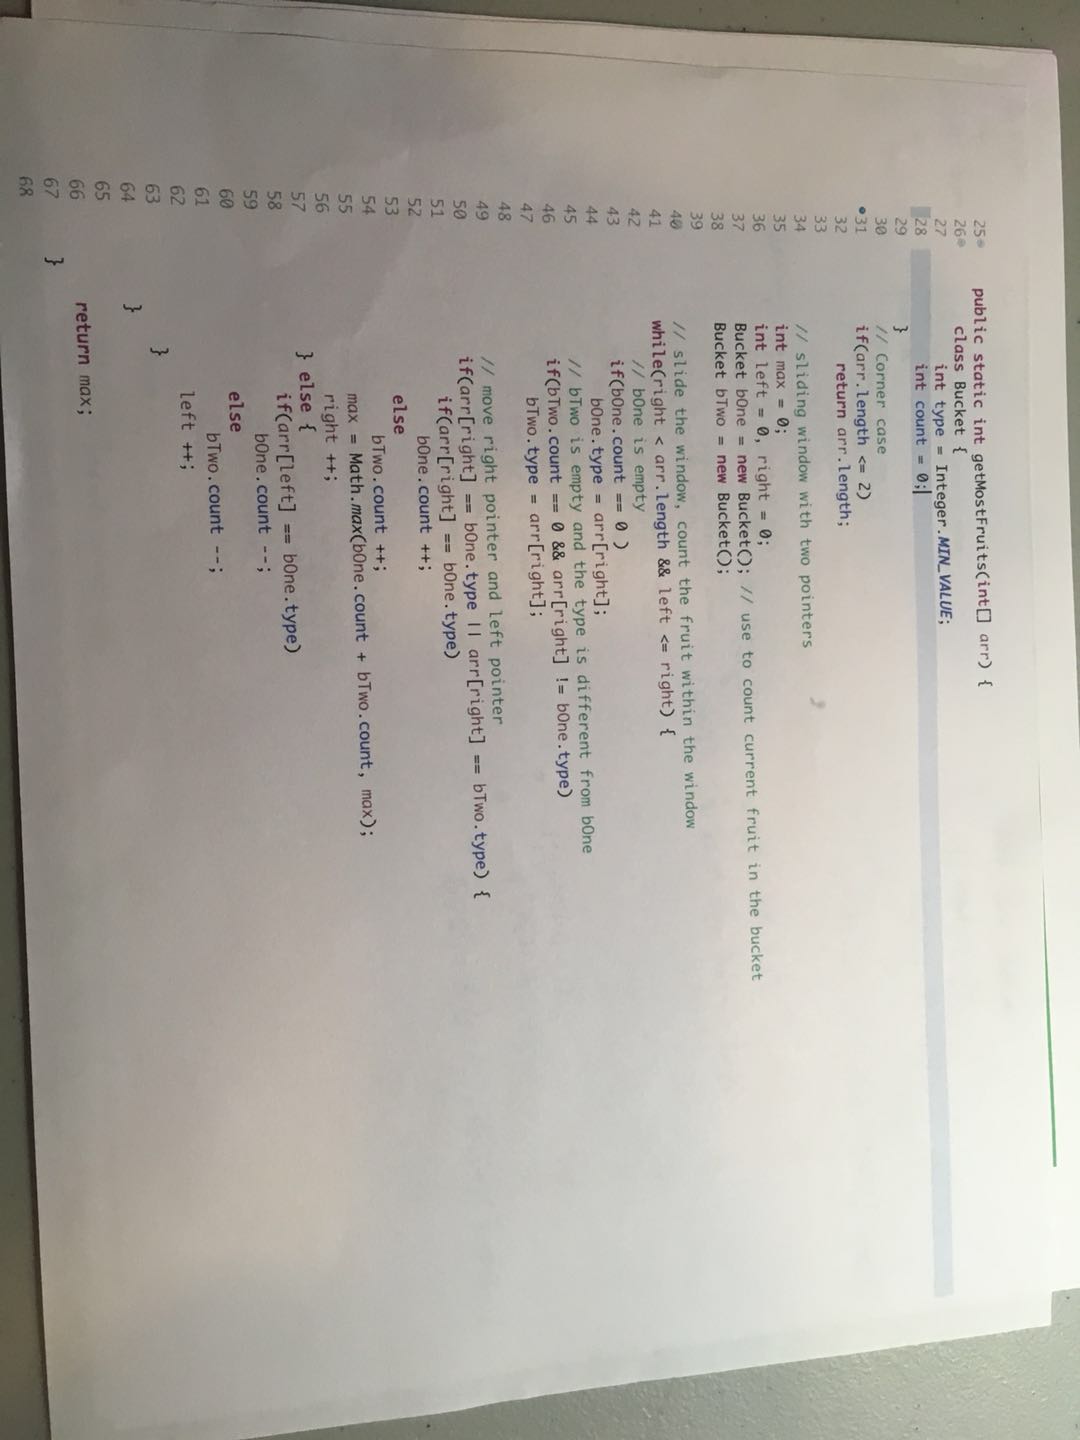 25 public static int getMostFruits(int[] arr) {
26 class Bucket {
27 int type = Integer.MIN_VALUE;
28 int count = 0;
29 }
30 // Corner case
31 if(arr.length <= 2)
32 return arr.length;
33
34 // sliding window with two pointers
35 int max = 0;
36 int left = 0, right = 0;
37 Bucket bOne = new Bucket(); // use to count current fruit in the bucket
38 Bucket bTwo = new Bucket();
39
40 // slide the window, count the fruit within the window
41 while(right < arr.length && left <= right) {
42 // bOne is empty
43 if(bOne.count == 0 )
44 bOne.type = arr[right];
45 // bTwo is empty and the type is different from bOne
46 if(bTwo.count == 0 && arr[right] != bOne.type)
47 bTwo.type = arr[right];
48
49 // move right pointer and left pointer
50 if(arr[right] == bOne.type || arr[right] == bTwo.type) {
51 if(arr[right] == bOne.type)
52 bOne.count ++;
53 else
54 bTwo.count ++;
55 max = Math.max(bOne.count + bTwo.count, max);
56 right ++;
57 } else {
58 if(arr[left] == bOne.type)
59 bOne.count --;
60 else
61 bTwo.count --;
62 left ++;
63 }
64 }
65
66 return max;
67 }
68